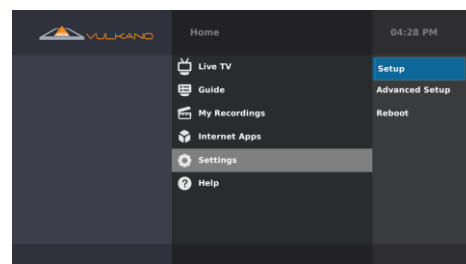 VULKANO
Home
04:28 PM
Live TV
Guide
My Recordings
Internet Apps
Settings
Help
Setup
Advanced Setup
Reboot